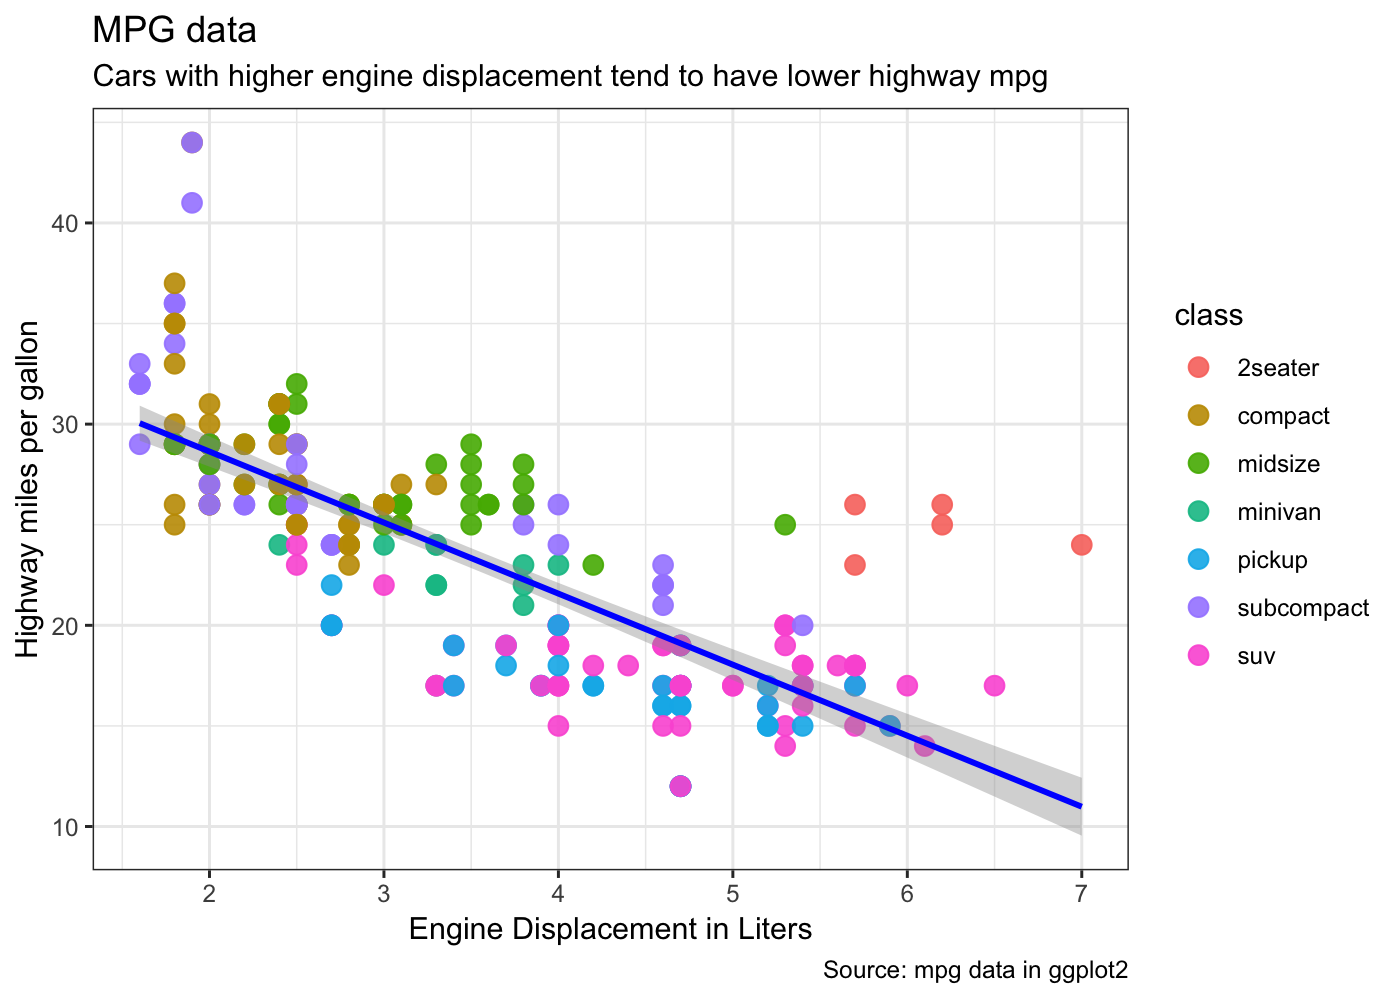 MPG data
Cars with higher engine displacement tend to have lower highway mpg
Highway miles per gallon
40
30
20
10
2 3 4 5 6 7
Engine Displacement in Liters
Source: mpg data in ggplot2
class
2seater
compact
midsize
minivan
pickup
subcompact
suv